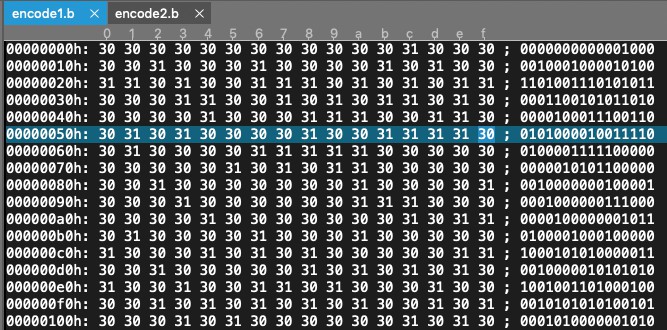 encode1.b × encode2.b ×
0 1 2 3 4 5 6 7 8 9 a b c d e f
00000000h: 30 30 30 30 30 30 30 30 30 30 30 30 31 30 30 30 ; 0000000000001000
00000010h: 30 30 31 30 30 30 31 30 30 30 30 31 30 31 30 30 ; 0010001000010100
00000020h: 31 31 30 31 30 30 31 31 31 30 31 30 31 30 31 31 ; 1101001110101011
00000030h: 30 30 30 31 31 30 30 31 30 31 30 31 31 30 31 30 ; 0001100101011010
00000040h: 30 30 30 30 31 30 30 30 31 31 31 30 30 31 31 30 ; 0000100011100110
00000050h: 30 31 30 31 30 30 30 30 31 30 30 31 31 31 31 30 ; 0101000010011110
00000060h: 30 31 30 30 30 30 31 31 31 31 31 30 30 30 30 30 ; 0100001111100000
00000070h: 30 30 30 30 30 31 30 31 30 31 31 30 30 30 30 30 ; 0000010101100000
00000080h: 30 30 31 30 30 30 30 30 30 30 31 30 30 30 30 31 ; 0010000000100001
00000090h: 30 30 30 31 30 30 30 30 30 30 31 31 31 30 30 30 ; 0001000000111000
000000a0h: 30 30 30 30 31 30 30 30 30 30 30 30 31 30 31 31 ; 0000100000001011
000000b0h: 30 31 30 30 30 30 31 30 30 30 31 30 30 30 30 30 ; 0100001000100000
000000c0h: 31 30 30 30 31 30 31 30 31 30 30 30 30 30 31 31 ; 1000101010000011
000000d0h: 30 30 31 30 30 30 30 30 31 30 31 30 31 30 31 30 ; 0010000010101010
000000e0h: 31 30 30 31 30 30 31 31 30 31 30 30 30 31 30 30 ; 1001001101000100
000000f0h: 30 30 31 30 31 30 31 30 31 30 31 30 30 31 30 31 ; 0010101010100101
00000100h: 30 30 30 31 30 31 30 30 30 30 30 30 31 30 31 30 ; 0001010000001010